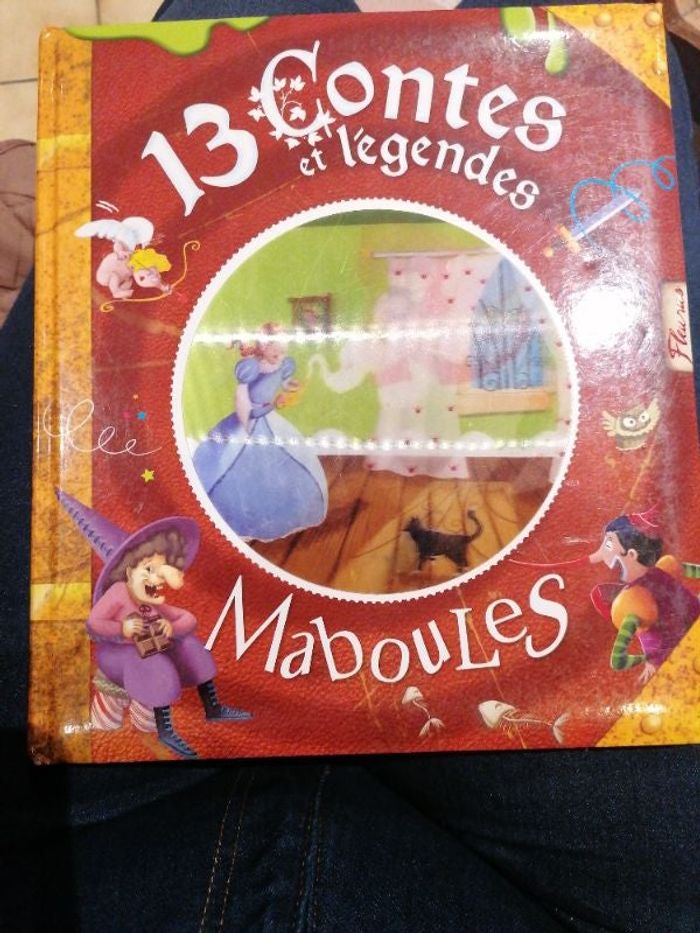 13 Contes
et légendes
Fleurus
Maboules